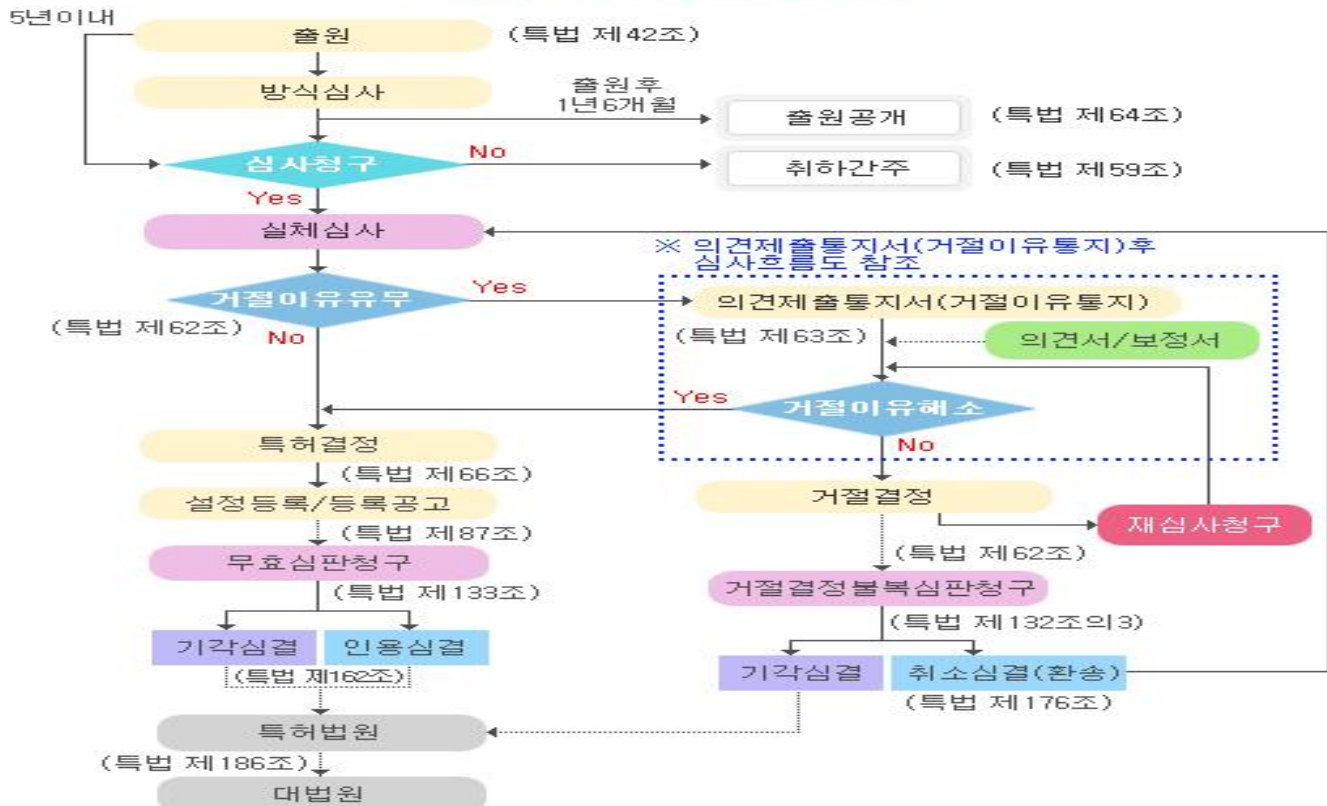 5년이내
출원
(특법 제42조)
방식심사
출원후
1년6개월
출원공개
(특법 제64조)
심사청구
No
취하간주
(특법 제59조)
Yes
실체심사
※ 의견제출통지서(거절이유통지)후
심사흐름도 참조
거절이유유무
Yes
의견제출통지서(거절이유통지)
(특법 제62조)
No
(특법 제63조)
의견서/보정서
Yes
거절이유해소
No
특허결정
(특법 제66조)
거절결정
설정등록/등록공고
재심사청구
(특법 제87조)
(특법 제62조)
무효심판청구
거절결정불복심판청구
(특법 제133조)
(특법 제132조의3)
기각심결
인용심결
기각심결
취소심결(환송)
(특법 제162조)
(특법 제176조)
특허법원
(특법 제186조)
대법원